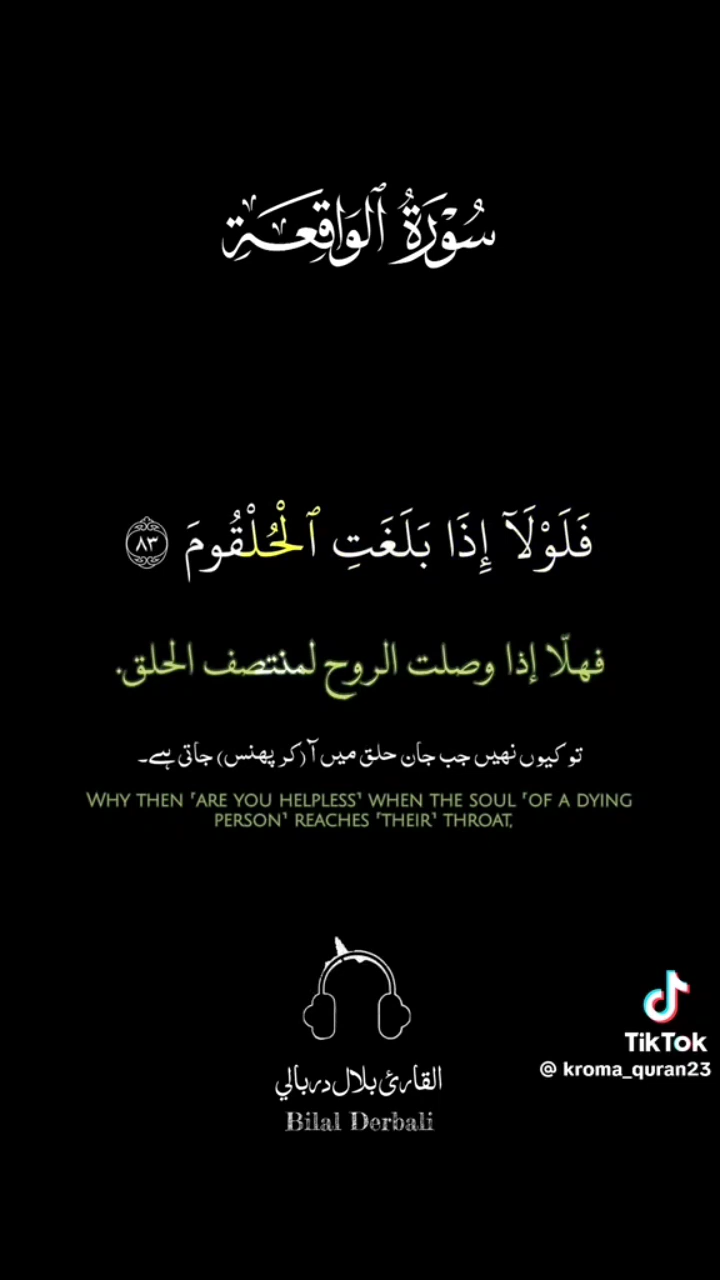 سُوْرَةُ ٱلْوَاقِعَةِ
فَلَوْلَآ إِذَا بَلَغَتِ ٱلْحُلْقُومَ ٨٣
فهلّا إذا وصلت الروح لمنتصف الحلق.
تو کیوں نہیں جب جان حلق میں آ (کر پھنس) جاتی ہے۔
WHY THEN ˹ARE YOU HELPLESS˺ WHEN THE SOUL ˹OF A DYING
PERSON˺ REACHES ˹THEIR˺ THROAT,
TikTok
@ kroma_quran23
القارئ بلال دربالي
Bilal Derbali